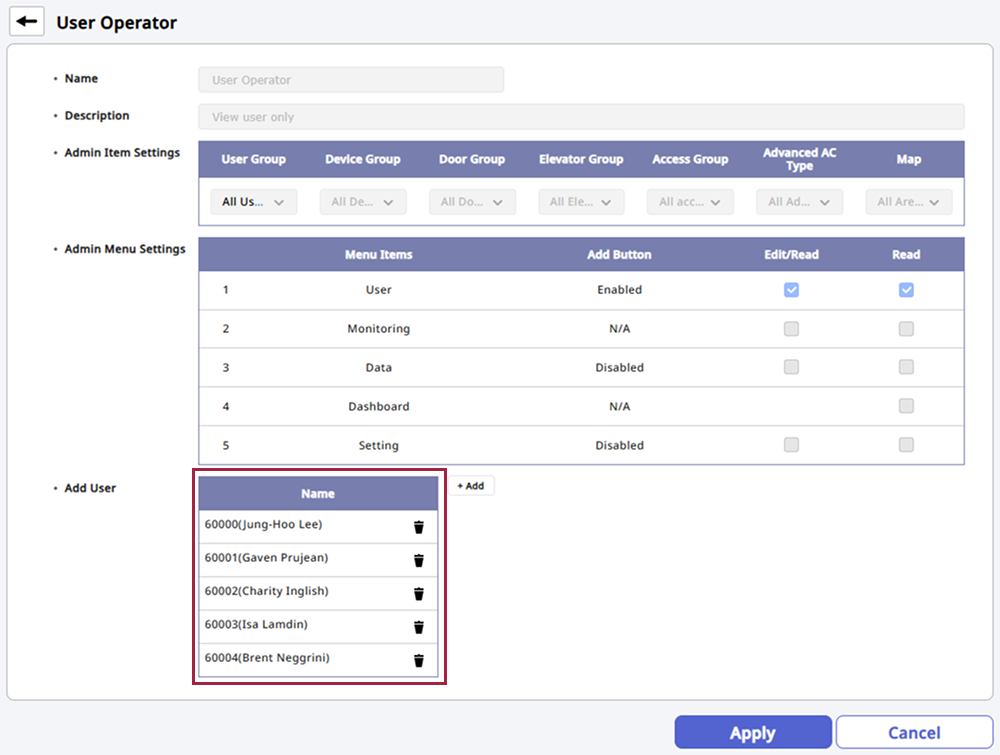 User Operator
• Name
User Operator
• Description
View user only
• Admin Item Settings
User Group Device Group Door Group Elevator Group Access Group Advanced AC Type Map
All Us... All De... All Do... All Ele... All acc... All Ad... All Are...
• Admin Menu Settings
Menu Items Add Button Edit/Read Read
1 User Enabled
2 Monitoring N/A
3 Data Disabled
4 Dashboard N/A
5 Setting Disabled
• Add User
Name
+ Add
60000(Jung-Hoo Lee)
60001(Gaven Prujean)
60002(Charity Inglish)
60003(Isa Lamdin)
60004(Brent Neggrini)
Apply Cancel